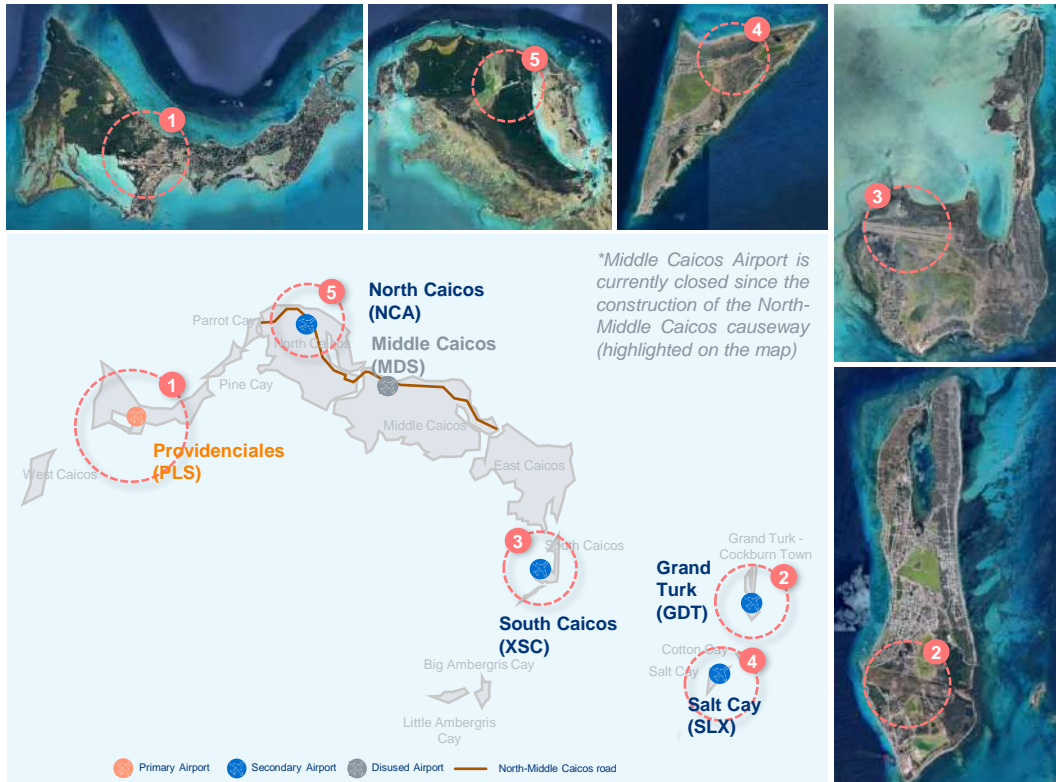 1
5
4
3
*Middle Caicos Airport is
currently closed since the
construction of the North-
Middle Caicos causeway
(highlighted on the map)
5
North Caicos
(NCA)
Parrot Cay
North Caicos
Middle Caicos
(MDS)
1
Pine Cay
Middle Caicos
Providenciales
(PLS)
West Caicos
East Caicos
3
South Caicos
Grand Turk -
Cockburn Town
Grand
Turk
(GDT)
2
South Caicos
(XSC)
Cotton Cay
Salt Cay
4
Big Ambergris Cay
Salt Cay
(SLX)
Little Ambergris
Cay
2
Primary Airport
Secondary Airport
Disused Airport
North-Middle Caicos road